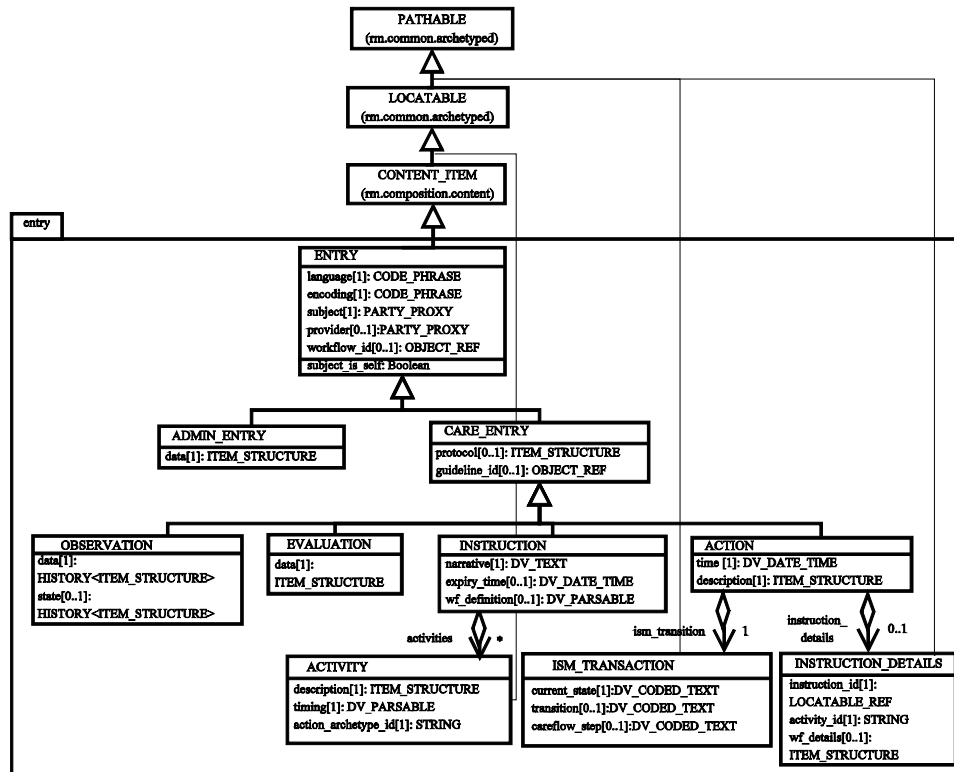 PATHABLE
(rm.common.archetyped)
LOCATABLE
(rm.common.archetyped)
CONTENT_ITEM
(rm.composition.content)
entry
ENTRY
language[1]: CODE_PHRASE
encoding[1]: CODE_PHRASE
subject[1]: PARTY_PROXY
provider[0..1]:PARTY_PROXY
workflow_id[0..1]: OBJECT_REF
subject_is_self: Boolean
ADMIN_ENTRY
data[1]: ITEM_STRUCTURE
CARE_ENTRY
protocol[0..1]: ITEM_STRUCTURE
guideline_id[0..1]: OBJECT_REF
OBSERVATION
data[1]:
HISTORY<ITEM_STRUCTURE>
state[0..1]:
HISTORY<ITEM_STRUCTURE>
EVALUATION
data[1]:
ITEM_STRUCTURE
INSTRUCTION
narrative[1]: DV_TEXT
expiry_time[0..1]: DV_DATE_TIME
wf_definition[0..1]: DV_PARSABLE
ACTION
time [1]: DV_DATE_TIME
description[1]: ITEM_STRUCTURE
activities
*
ism_transition
1
instruction_
details
0..1
ACTIVITY
description[1]: ITEM_STRUCTURE
timing[1]: DV_PARSABLE
action_archetype_id[1]: STRING
ISM_TRANSACTION
current_state[1]:DV_CODED_TEXT
transition[0..1]:DV_CODED_TEXT
careflow_step[0..1]:DV_CODED_TEXT
INSTRUCTION_DETAILS
instruction_id[1]:
LOCATABLE_REF
activity_id[1]: STRING
wf_details[0..1]:
ITEM_STRUCTURE